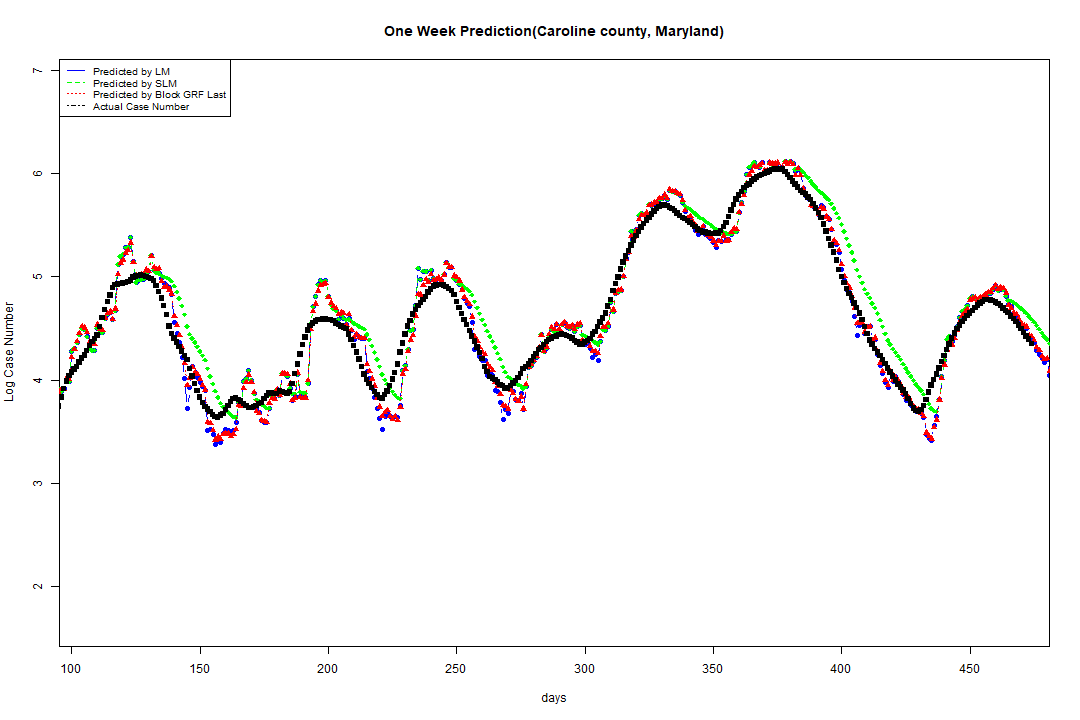 One Week Prediction(Caroline county, Maryland)
Predicted by LM
Predicted by SLM
Predicted by Block GRF Last
Actual Case Number
7
6
5
4
3
2
Log Case Number
100 150 200 250 300 350 400 450
days